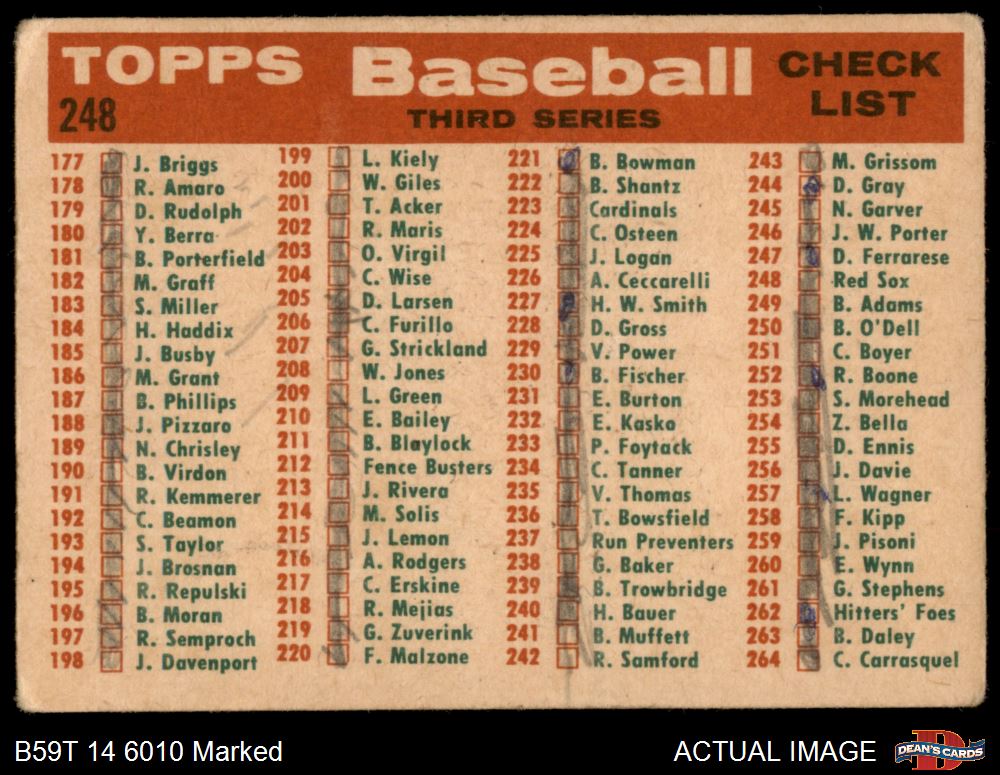 TOPPS Baseball CHECK LIST
248 THIRD SERIES
177 J. Briggs
178 R. Amaro
179 D. Rudolph
180 Y. Berra
181 B. Porterfield
182 M. Graff
183 S. Miller
184 H. Haddix
185 J. Busby
186 M. Grant
187 B. Phillips
188 J. Pizzaro
189 N. Chrisley
190 B. Virdon
191 R. Kemmerer
192 C. Beamon
193 S. Taylor
194 J. Brosnan
195 R. Repulski
196 B. Moran
197 R. Semproch
198 J. Davenport
199 L. Kiely
200 W. Giles
201 T. Acker
202 R. Maris
203 O. Virgil
204 C. Wise
205 D. Larsen
206 C. Furillo
207 G. Strickland
208 W. Jones
209 L. Green
210 E. Bailey
211 B. Blaylock
212 Fence Busters
213 J. Rivera
214 M. Solis
215 J. Lemon
216 A. Rodgers
217 C. Erskine
218 R. Mejias
219 G. Zuverink
220 F. Malzone
221 B. Bowman
222 B. Shantz
223 Cardinals
224 C. Osteen
225 J. Logan
226 A. Ceccarelli
227 H. W. Smith
228 D. Gross
229 V. Power
230 B. Fischer
231 E. Burton
232 E. Kasko
233 P. Foytack
234 C. Tanner
235 V. Thomas
236 T. Bowsfield
237 Run Preventers
238 G. Baker
239 B. Trowbridge
240 H. Bauer
241 B. Muffett
242 R. Samford
243 M. Grissom
244 D. Gray
245 N. Garver
246 J. W. Porter
247 D. Ferrarese
248 Red Sox
249 B. Adams
250 B. O'Dell
251 C. Boyer
252 R. Boone
253 S. Morehead
254 Z. Bella
255 D. Ennis
256 J. Davie
257 L. Wagner
258 F. Kipp
259 J. Pisoni
260 E. Wynn
261 G. Stephens
262 Hitters' Foes
263 B. Daley
264 C. Carrasquel
B59T 14 6010 Marked
ACTUAL IMAGE
DEAN'S CARDS